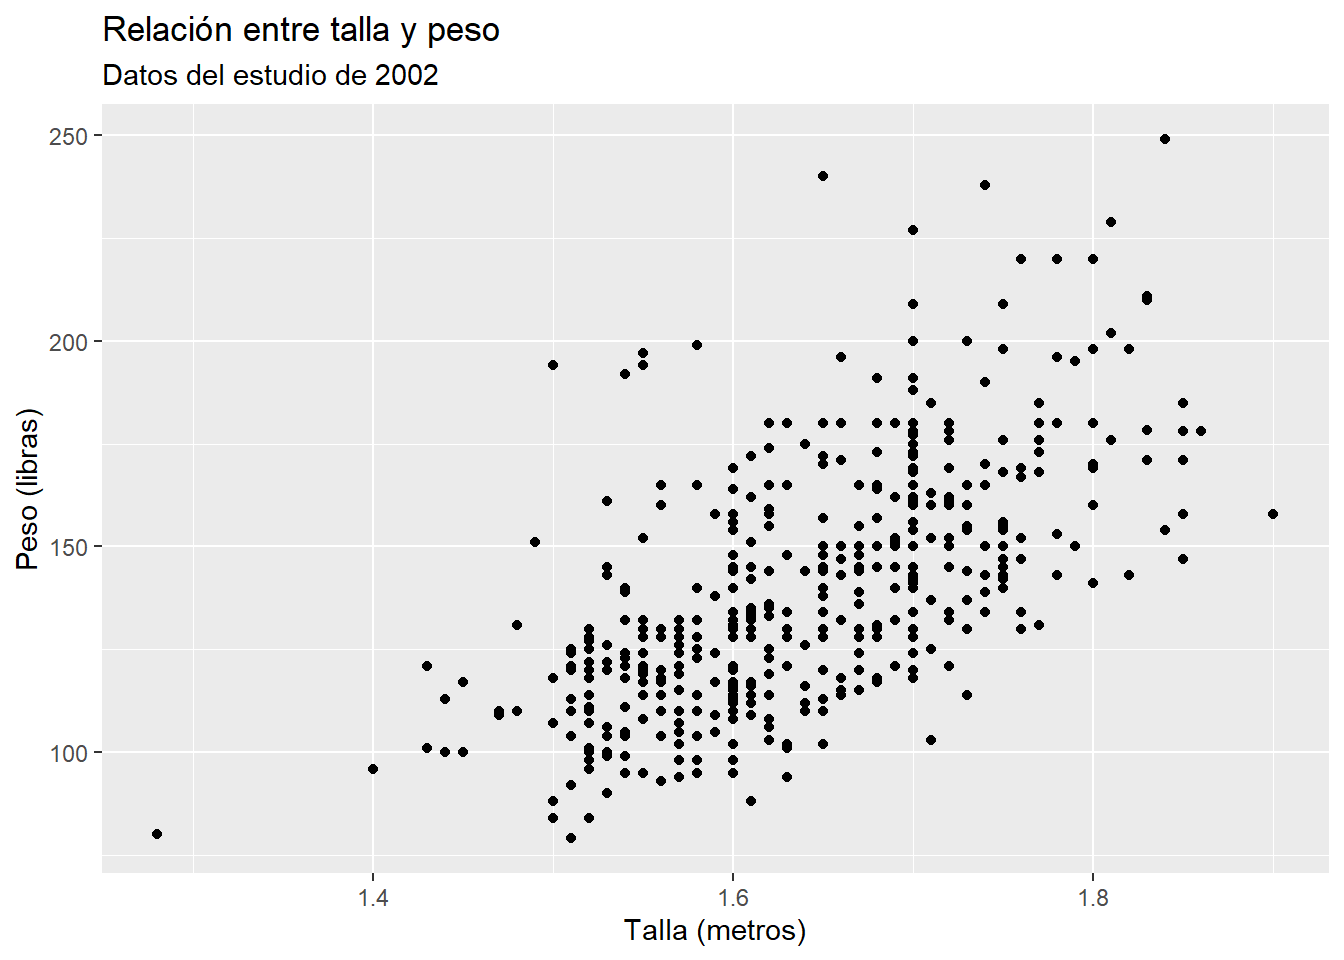 Relación entre talla y peso
Datos del estudio de 2002
250
200
150
100
Peso (libras)
1.4
1.6
1.8
Talla (metros)